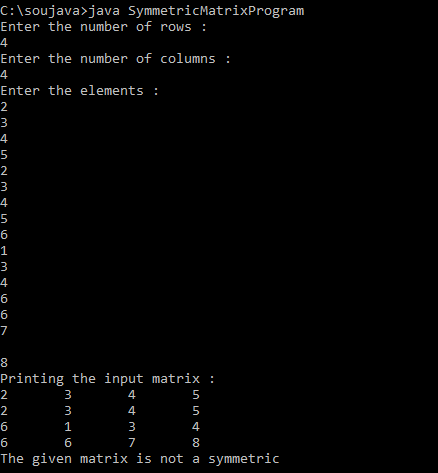 C:\soujava>java SymmetricMatrixProgram
Enter the number of rows :
4
Enter the number of columns :
4
Enter the elements :
2
3
4
5
2
3
4
5
6
1
3
4
6
6
7

8
Printing the input matrix :
2 3 4 5
2 3 4 5
6 1 3 4
6 6 7 8
The given matrix is not a symmetric